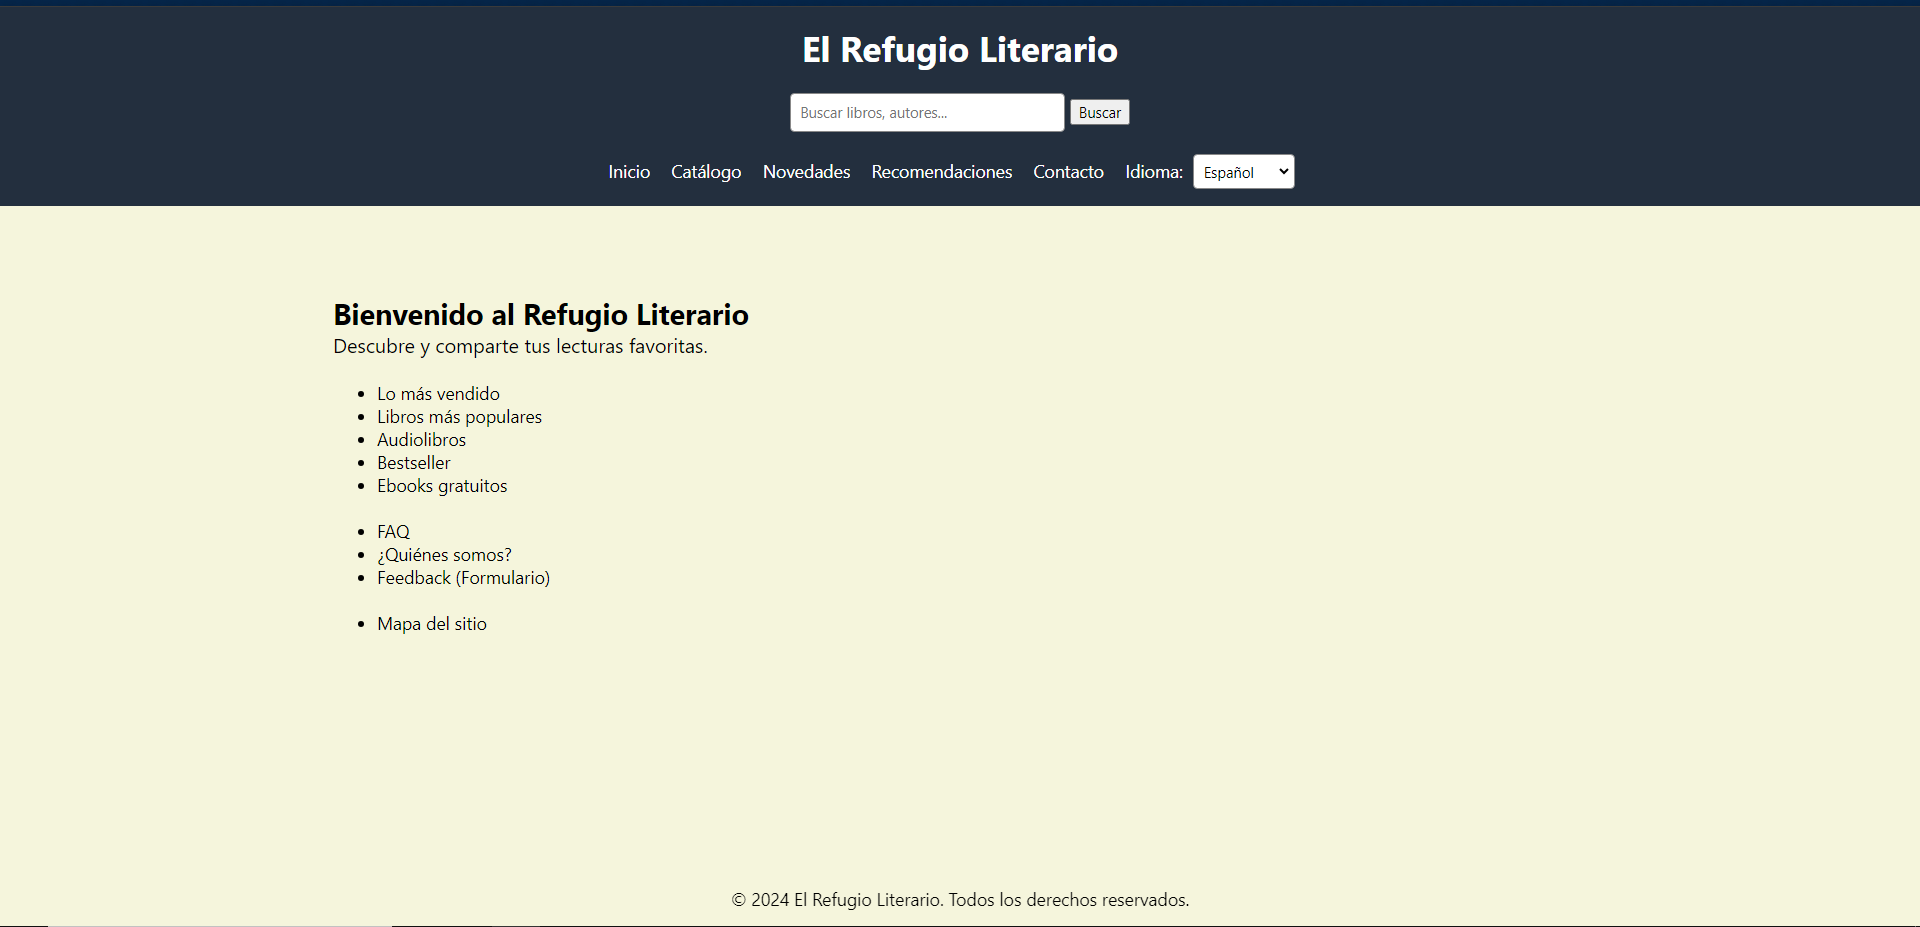 El Refugio Literario
Buscar libros, autores...
Buscar
Inicio Catálogo Novedades Recomendaciones Contacto Idioma: Español
Bienvenido al Refugio Literario
Descubre y comparte tus lecturas favoritas.
• Lo más vendido
• Libros más populares
• Audiolibros
• Bestseller
• Ebooks gratuitos
• FAQ
• ¿Quiénes somos?
• Feedback (Formulario)
• Mapa del sitio
© 2024 El Refugio Literario. Todos los derechos reservados.